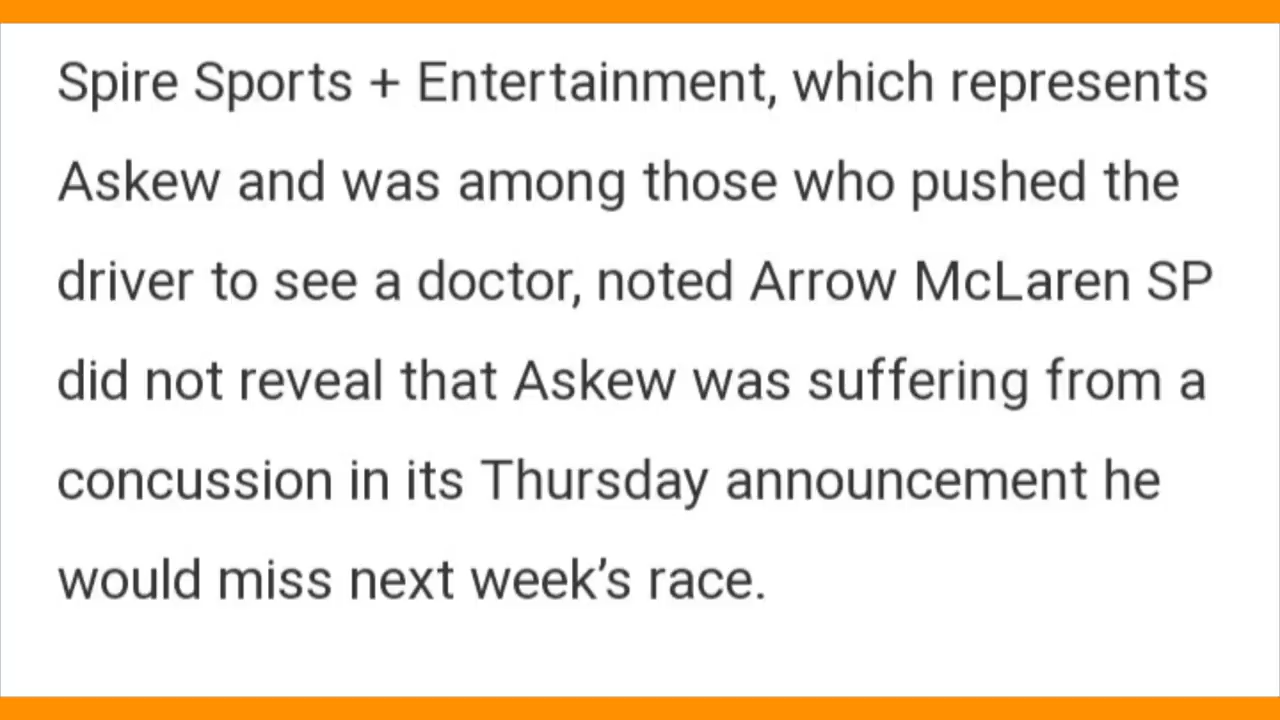 Spire Sports + Entertainment, which represents
Askew and was among those who pushed the
driver to see a doctor, noted Arrow McLaren SP
did not reveal that Askew was suffering from a
concussion in its Thursday announcement he
would miss next week’s race.